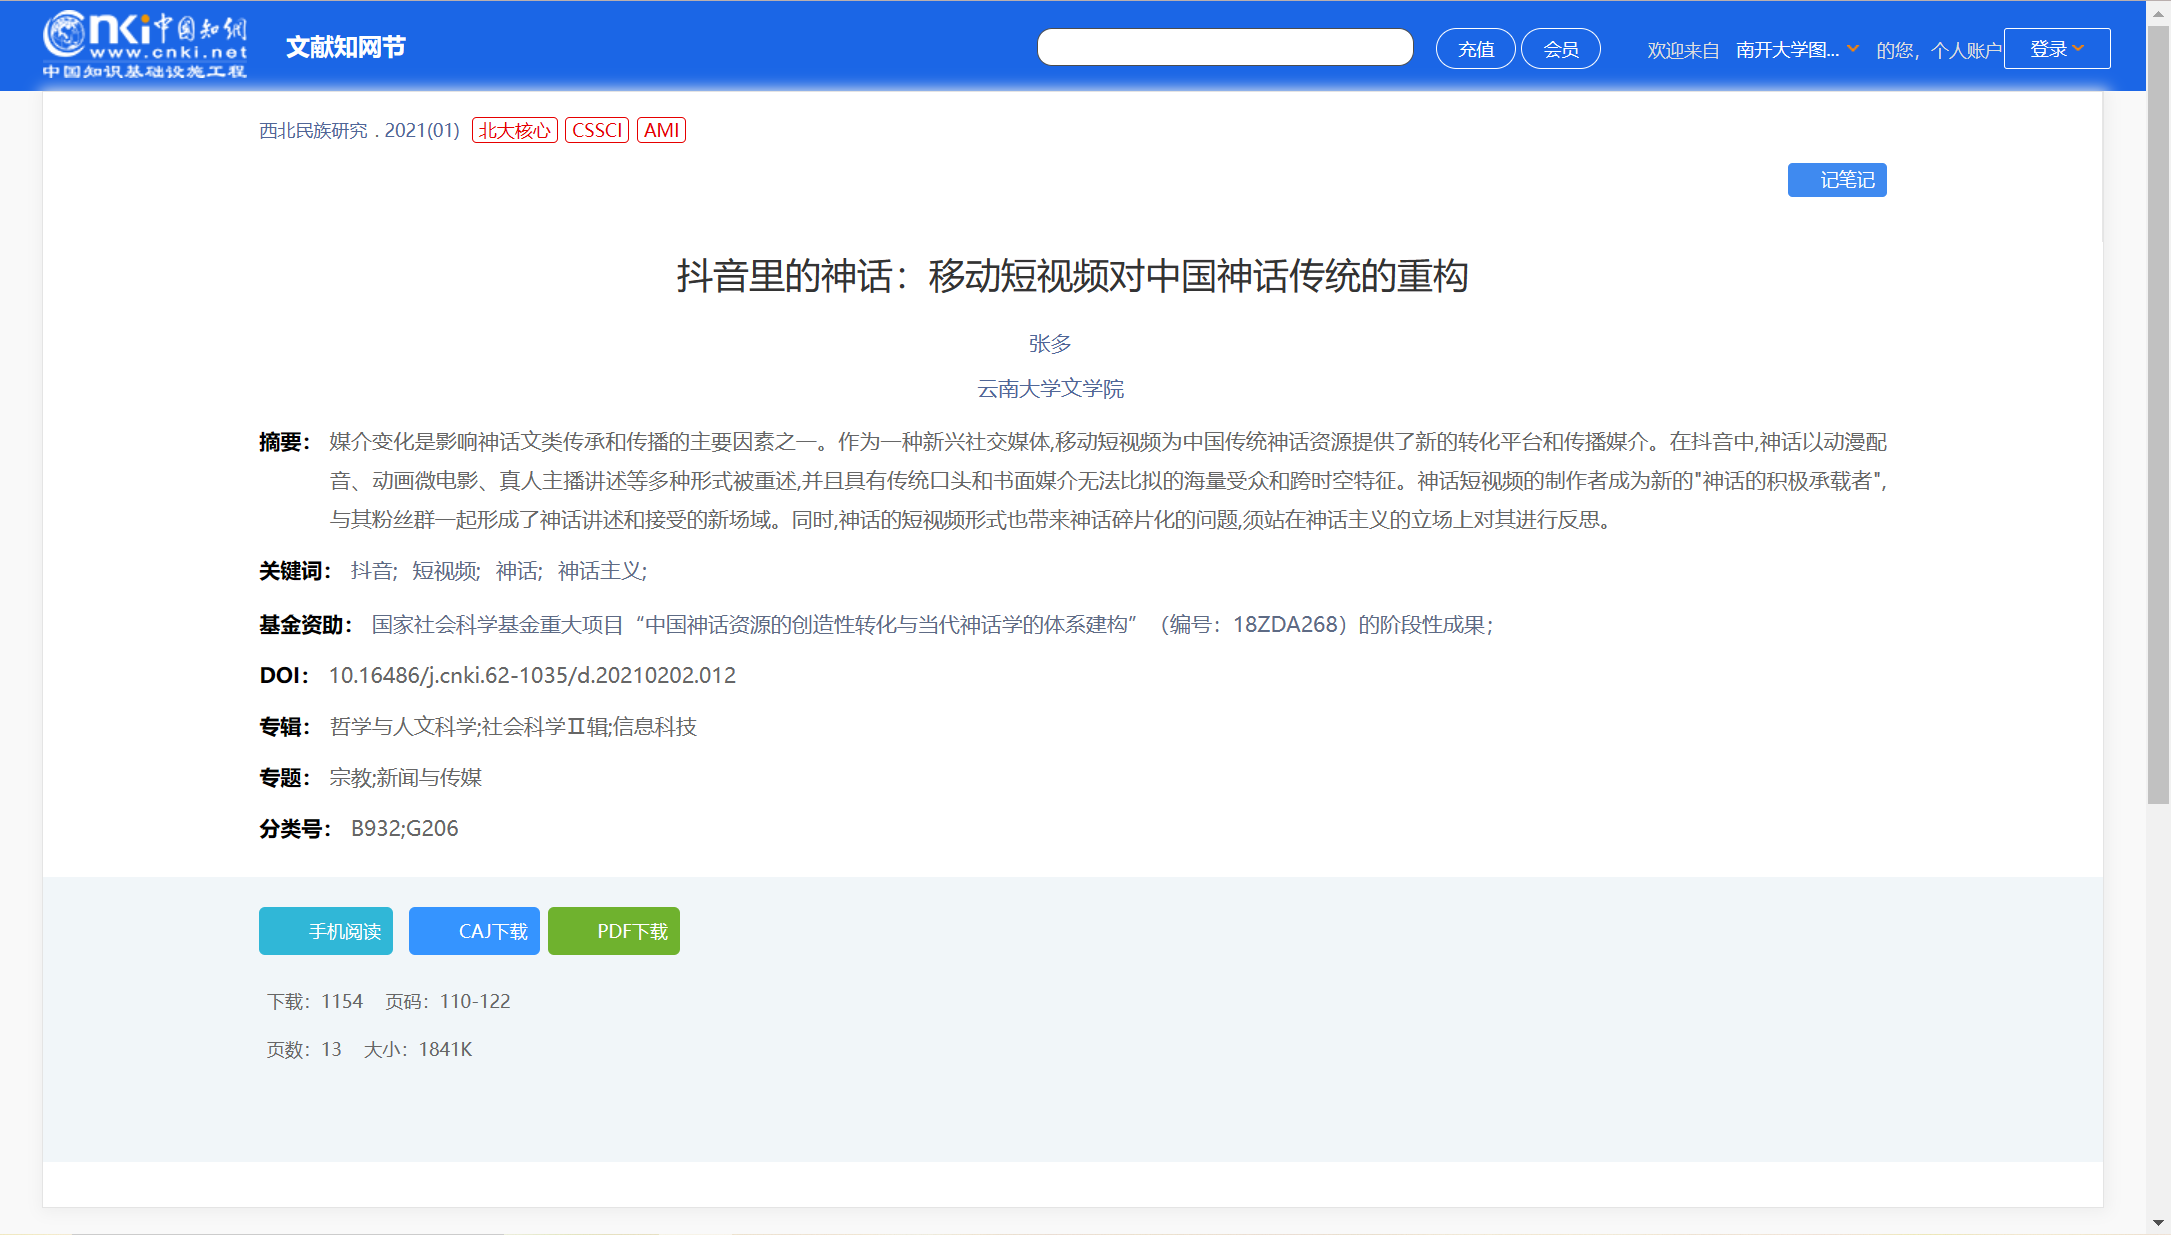 cnki中国知网
www.cnki.net
中国知识基础设施工程
文献知网节
充值
会员
欢迎来自 南开大学图... 的您，个人账户
登录
西北民族研究 . 2021(01) 北大核心 CSSCI AMI
记笔记
抖音里的神话：移动短视频对中国神话传统的重构
张多
云南大学文学院
摘要： 媒介变化是影响神话文类传承和传播的主要因素之一。作为一种新兴社交媒体,移动短视频为中国传统神话资源提供了新的转化平台和传播媒介。在抖音中,神话以动漫配
音、动画微电影、真人主播讲述等多种形式被重述,并且具有传统口头和书面媒介无法比拟的海量受众和跨时空特征。神话短视频的制作者成为新的"神话的积极承载者",
与其粉丝群一起形成了神话讲述和接受的新场域。同时,神话的短视频形式也带来神话碎片化的问题,须站在神话主义的立场上对其进行反思。
关键词： 抖音; 短视频; 神话; 神话主义;
基金资助： 国家社会科学基金重大项目“中国神话资源的创造性转化与当代神话学的体系建构”（编号：18ZDA268）的阶段性成果；
DOI： 10.16486/j.cnki.62-1035/d.20210202.012
专辑： 哲学与人文科学;社会科学Ⅱ辑;信息科技
专题： 宗教;新闻与传媒
分类号： B932;G206
手机阅读 CAJ下载 PDF下载
下载：1154 页码：110-122
页数：13 大小：1841K